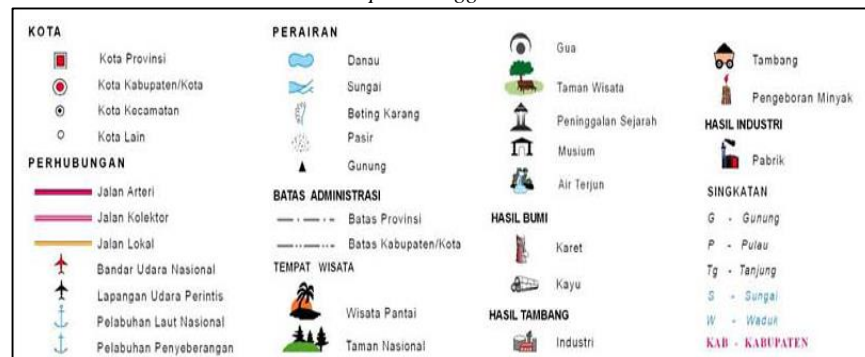 KOTA
Kota Provinsi
Kota Kabupaten/Kota
Kota Kecamatan
Kota Lain
PERHUBUNGAN
Jalan Arteri
Jalan Kolektor
Jalan Lokal
Bandar Udara Nasional
Lapangan Udara Perintis
Pelabuhan Laut Nasional
Pelabuhan Penyeberangan
PERAIRAN
Danau
Sungai
Beting Karang
Pasir
Gunung
BATAS ADMINISTRASI
Batas Provinsi
Batas Kabupaten/Kota
TEMPAT WISATA
Wisata Pantai
Taman Nasional
Gua
Taman Wisata
Peninggalan Sejarah
Musium
Air Terjun
HASIL BUMI
Karet
Kayu
HASIL TAMBANG
Industri
Tambang
Pengeboran Minyak
HASIL INDUSTRI
Pabrik
SINGKATAN
G - Gunung
P - Pulau
Tg - Tanjung
S - Sungai
W - Waduk
KAB - KABUPATEN